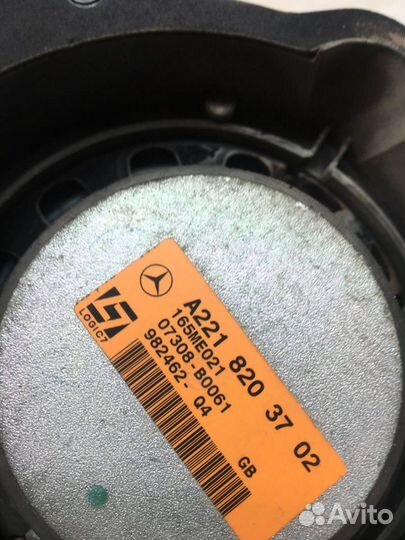 LOGIC7
A221 820 37 02
165ME021
07308-B0061
982462- Q4
GB
Avito